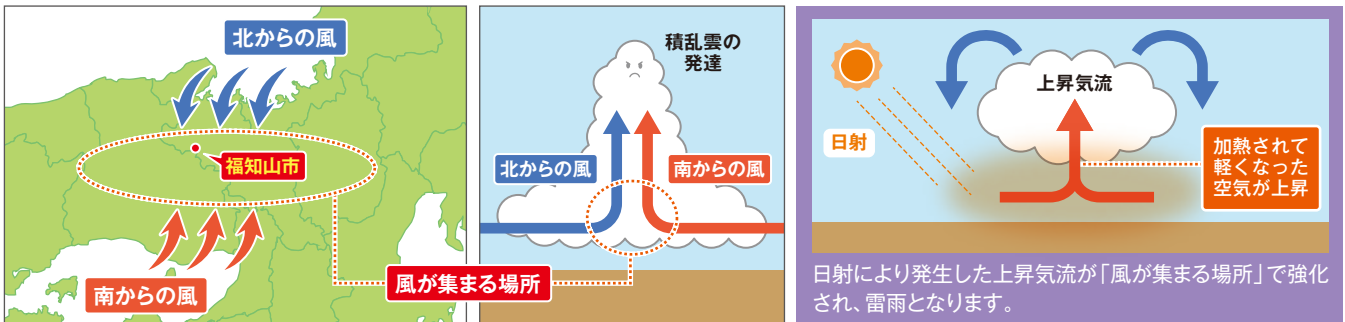 北からの風
福知山市
南からの風
風が集まる場所
積乱雲の
発達
北からの風
南からの風
日射
上昇気流
加熱されて
軽くなった
空気が上昇
日射により発生した上昇気流が「風が集まる場所」で強化
され、雷雨となります。